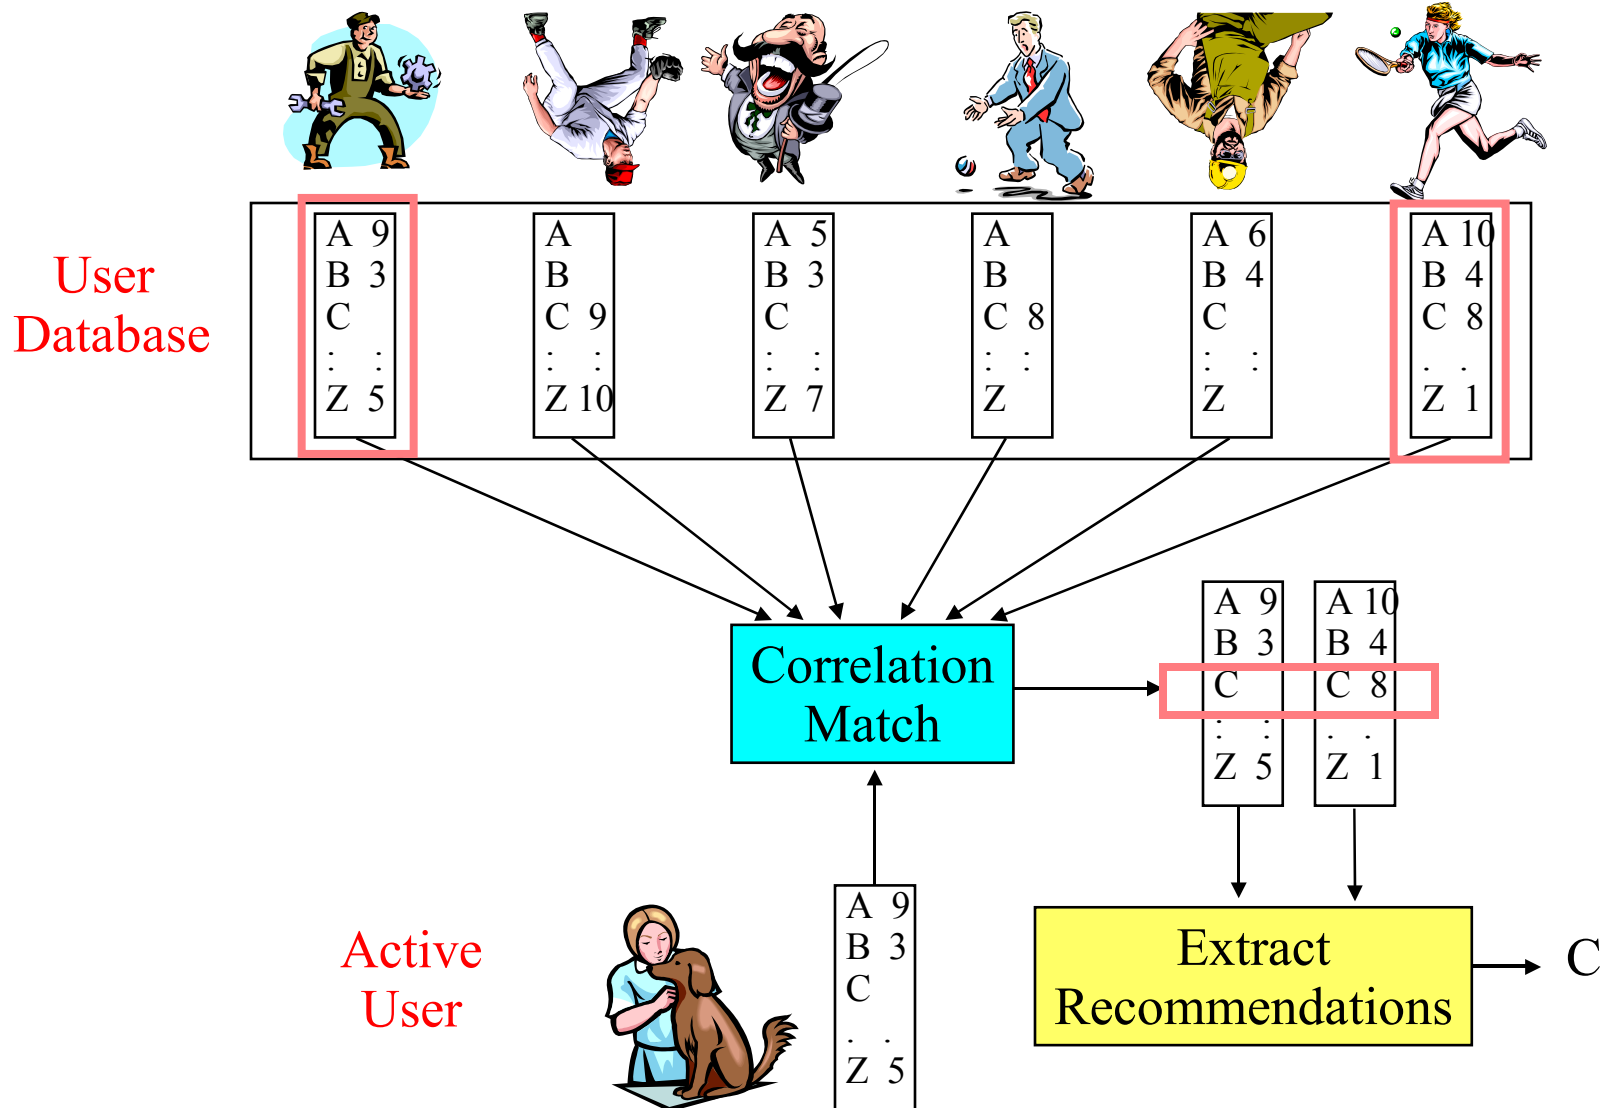 User
Database
A 9
B 3
C
. .
. .
Z 5
A
B
C 9
. .
. .
Z 10
A 5
B 3
C
. .
. .
Z 7
A
B
C 8
. .
. .
Z
A 6
B 4
C
. .
. .
Z
A 10
B 4
C 8
. .
Z 1
Correlation
Match
A 9
B 3
C
. .
. .
Z 5
A 10
B 4
C 8
. .
Z 1
Active
User
A 9
B 3
C
. .
Z 5
Extract
Recommendations
C